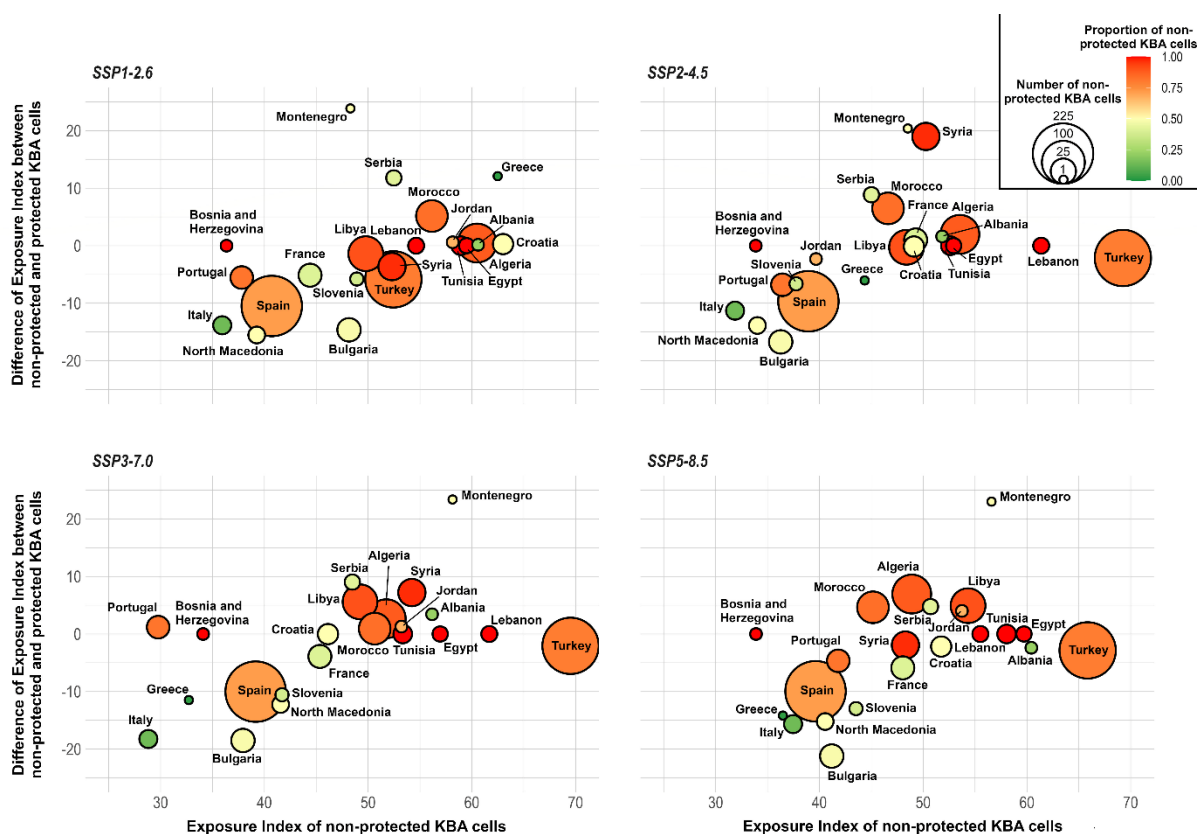 SSP1-2.6
Difference of Exposure Index between
non-protected and protected KBA cells
20
10
0
-10
-20
Montenegro
Serbia
Greece
Morocco
Jordan
Albania
Bosnia and
Herzegovina
Libya
Lebanon
Croatia
France
Portugal
Slovenia
Syria
Tunisia
Egypt
Algeria
Turkey
Spain
Italy
North Macedonia
Bulgaria
SSP2-4.5
Montenegro
Syria
Serbia
Morocco
France
Algeria
Albania
Bosnia and
Herzegovina
Jordan
Libya
Egypt
Tunisia
Lebanon
Turkey
Slovenia
Portugal
Greece
Croatia
Spain
Italy
North Macedonia
Bulgaria
Proportion of non-
protected KBA cells
1.00
0.75
0.50
0.25
0.00
Number of non-
protected KBA cells
225
100
25
1
SSP3-7.0
Difference of Exposure Index between
non-protected and protected KBA cells
20
10
0
-10
-20
Montenegro
Algeria
Serbia
Syria
Libya
Jordan
Albania
Portugal
Bosnia and
Herzegovina
Croatia
Lebanon
Morocco
Tunisia
Egypt
Turkey
France
Greece
Spain
Slovenia
North Macedonia
Italy
Bulgaria
30
40
50
60
70
Exposure Index of non-protected KBA cells
SSP5-8.5
Montenegro
Algeria
Libya
Morocco
Bosnia and
Herzegovina
Serbia
Jordan
Tunisia
Egypt
Portugal
Syria
Lebanon
Croatia
Albania
Turkey
France
Spain
Slovenia
Greece
Italy
North Macedonia
Bulgaria
30
40
50
60
70
Exposure Index of non-protected KBA cells